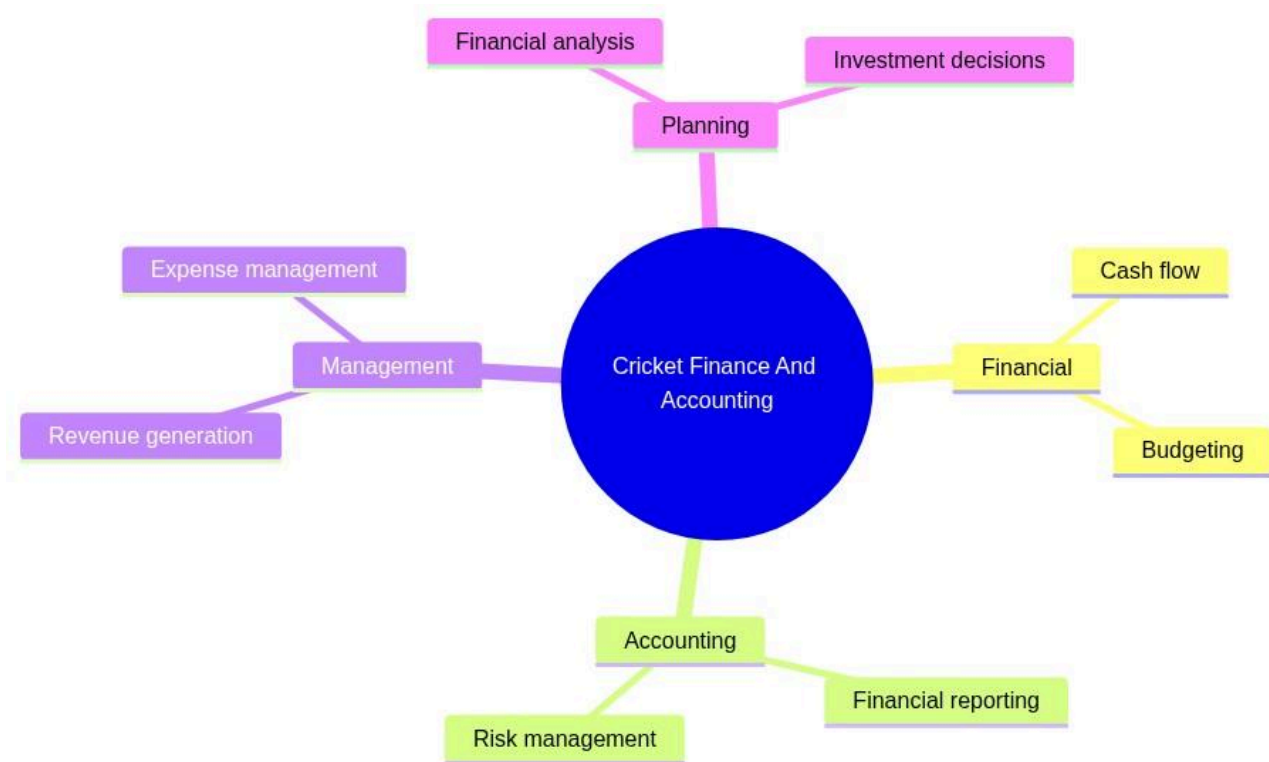 Financial analysis
Investment decisions
Planning
Expense management
Cash flow
Management
Cricket Finance And
Accounting
Financial
Revenue generation
Budgeting
Accounting
Financial reporting
Risk management